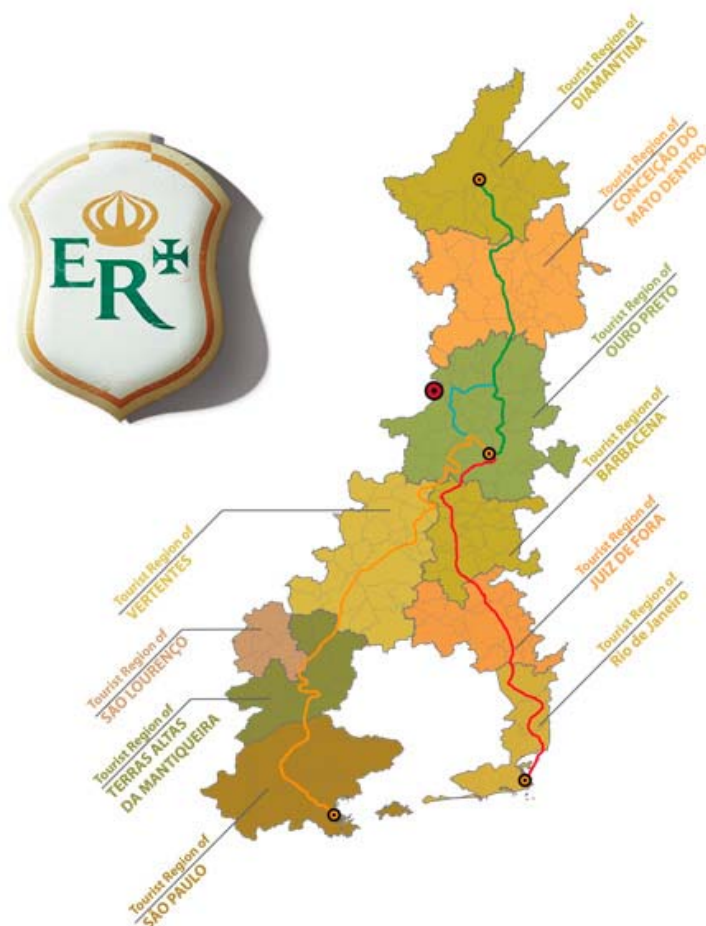 ER
Tourist Region of
DIAMANTINA
Tourist Region of
CONCEIÇÃO DO
MATO DENTRO
Tourist Region of
OURO PRETO
Tourist Region of
BARBACENA
Tourist Region of
JUIZ DE FORA
Tourist Region of
Rio de Janeiro
Tourist Region of
VERTENTES
Tourist Region of
SÃO LOURENÇO
Tourist Region of
TERRAS ALTAS
DA MANTIQUEIRA
Tourist Region of
SÃO PAULO